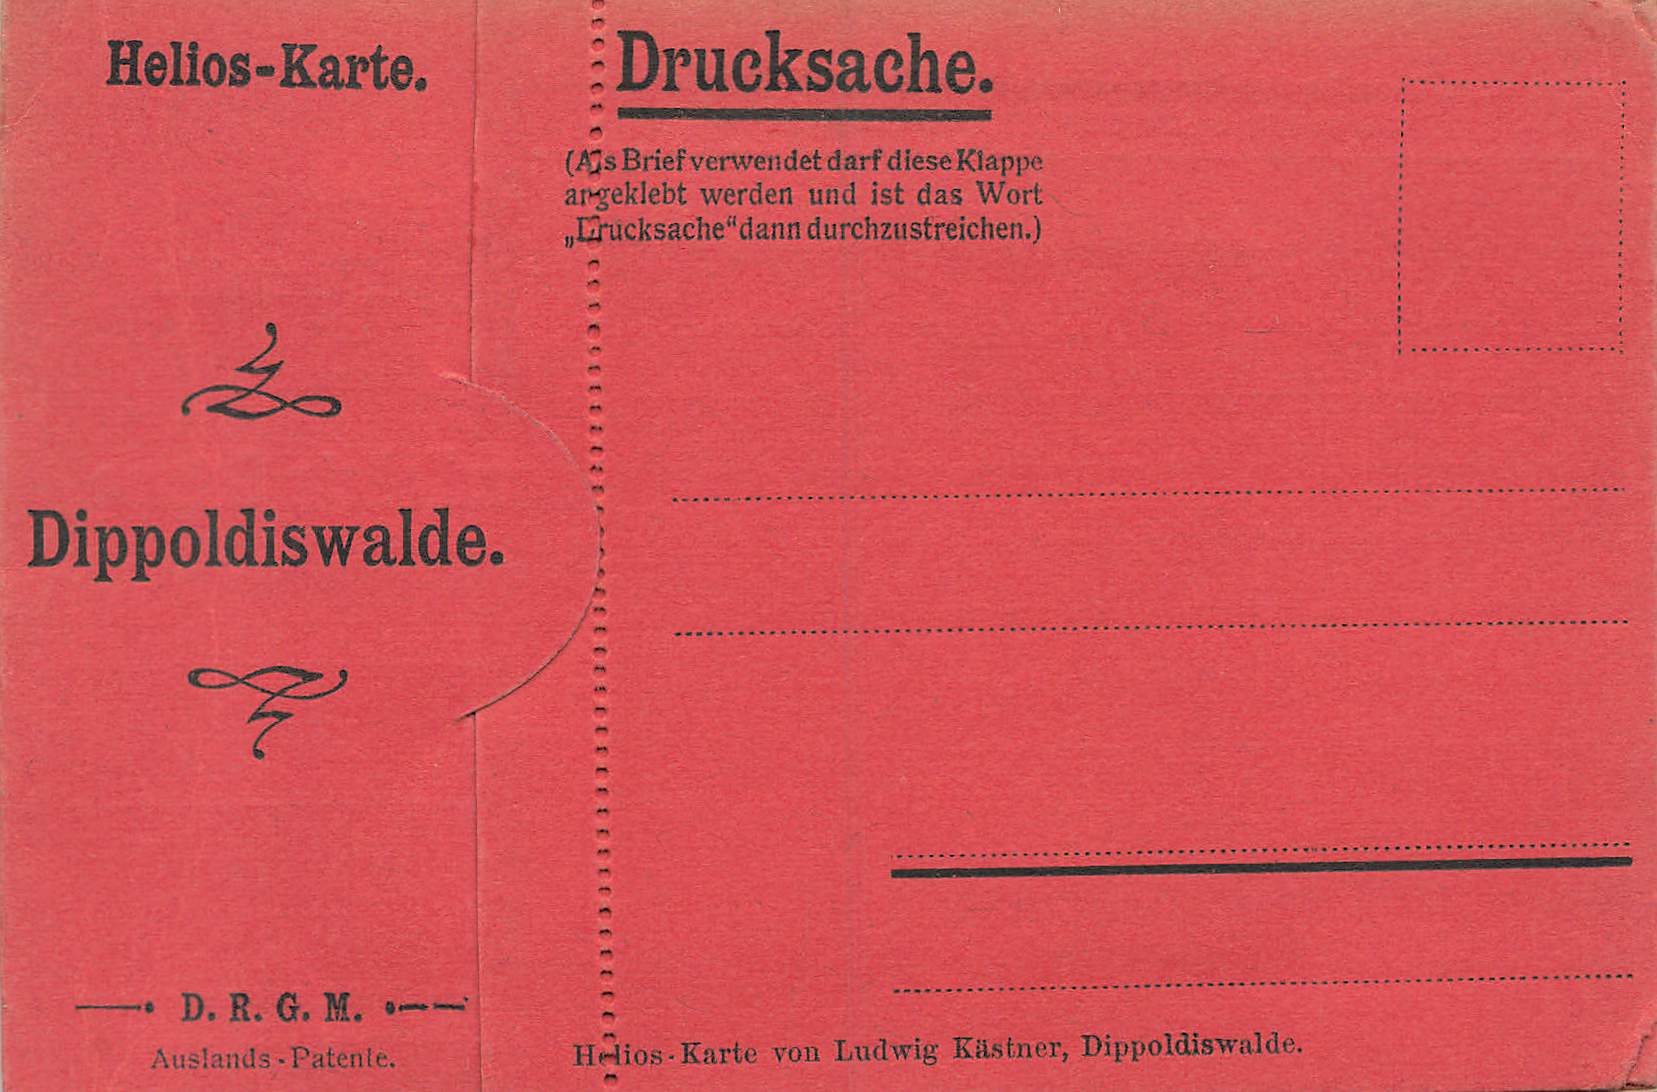 Helios-Karte.
Dippoldiswalde.
D. R. G. M.
Auslands-Patente.
Drucksache.
(Als Brief verwendet darf diese Klappe
angeklebt werden und ist das Wort
„Drucksache“ dann durchzustreichen.)
Helios-Karte von Ludwig Kästner, Dippoldiswalde.